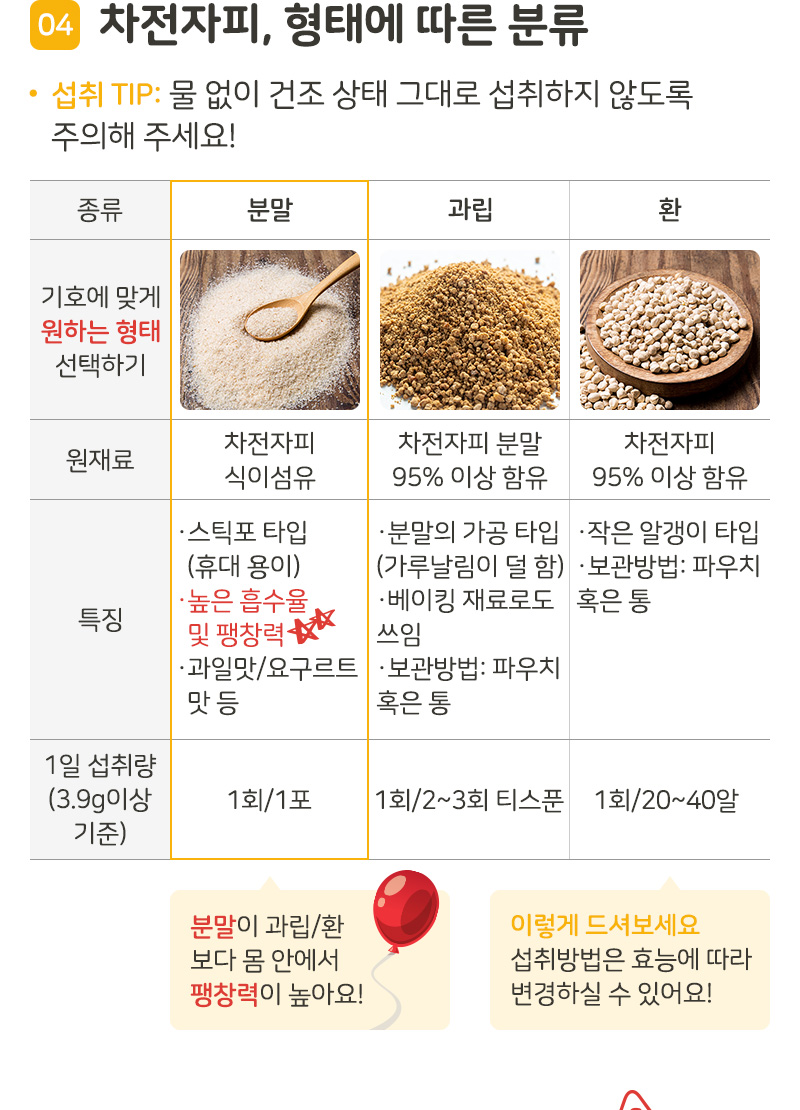 04 차전자피, 형태에 따른 분류
• 섭취 TIP: 물 없이 건조 상태 그대로 섭취하지 않도록
주의해 주세요!
종류
분말
과립
환
기호에 맞게
원하는 형태
선택하기
원재료
차전자피
식이섬유
차전자피 분말
95% 이상 함유
차전자피
95% 이상 함유
특징
·스틱포 타입
(휴대 용이)
·높은 흡수율
및 팽창력
·과일맛/요구르트
맛 등
·분말의 가공 타입
(가루날림이 덜 함)
·베이킹 재료로도
쓰임
·보관방법: 파우치
혹은 통
·작은 알갱이 타입
·보관방법: 파우치
혹은 통
1일 섭취량
(3.9g이상
기준)
1회/1포
1회/2~3회 티스푼
1회/20~40알
분말이 과립/환
보다 몸 안에서
팽창력이 높아요!
이렇게 드셔보세요
섭취방법은 효능에 따라
변경하실 수 있어요!